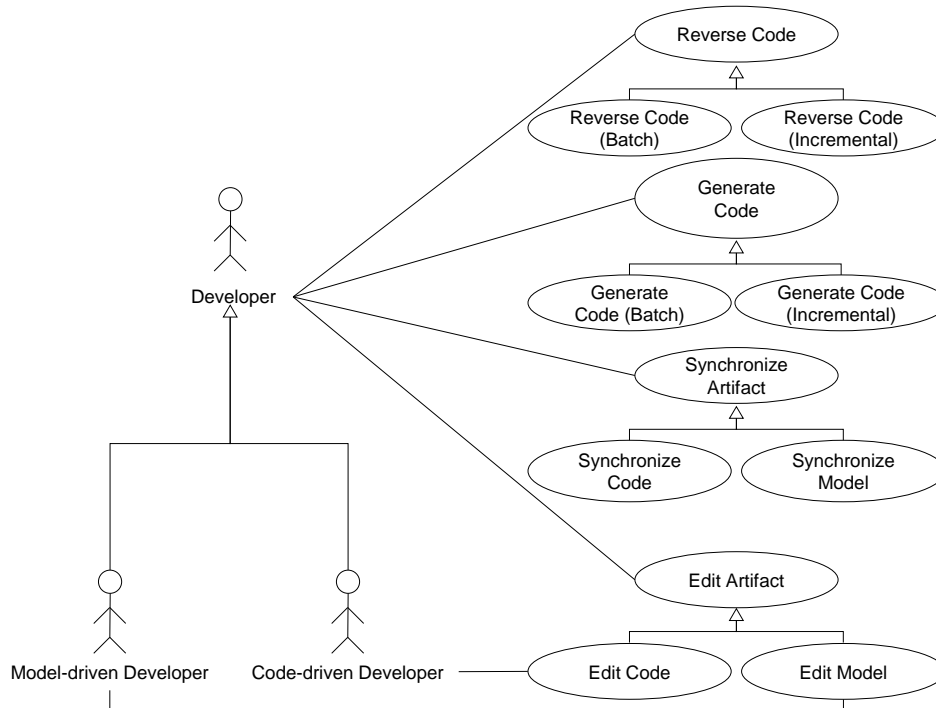 Reverse Code
Reverse Code
(Batch)
Reverse Code
(Incremental)
Generate
Code
Developer
Generate
Code (Batch)
Generate Code
(Incremental)
Synchronize
Artifact
Synchronize
Code
Synchronize
Model
Edit Artifact
Model-driven Developer
Code-driven Developer
Edit Code
Edit Model